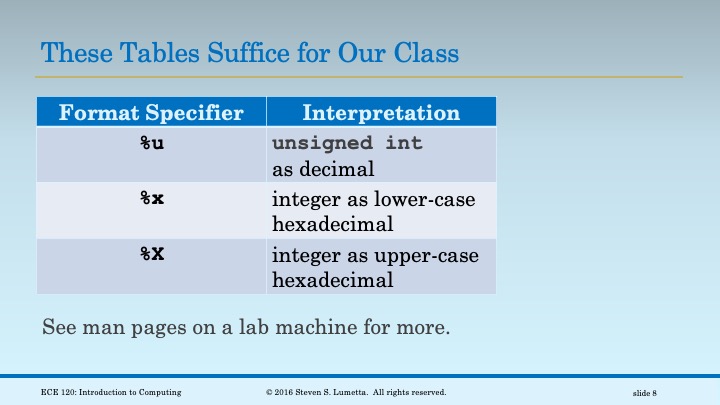 These Tables Suffice for Our Class
Format Specifier Interpretation
%u unsigned int
as decimal
%x integer as lower-case
hexadecimal
%X integer as upper-case
hexadecimal
See man pages on a lab machine for more.
ECE 120: Introduction to Computing © 2016 Steven S. Lumetta. All rights reserved. slide 8